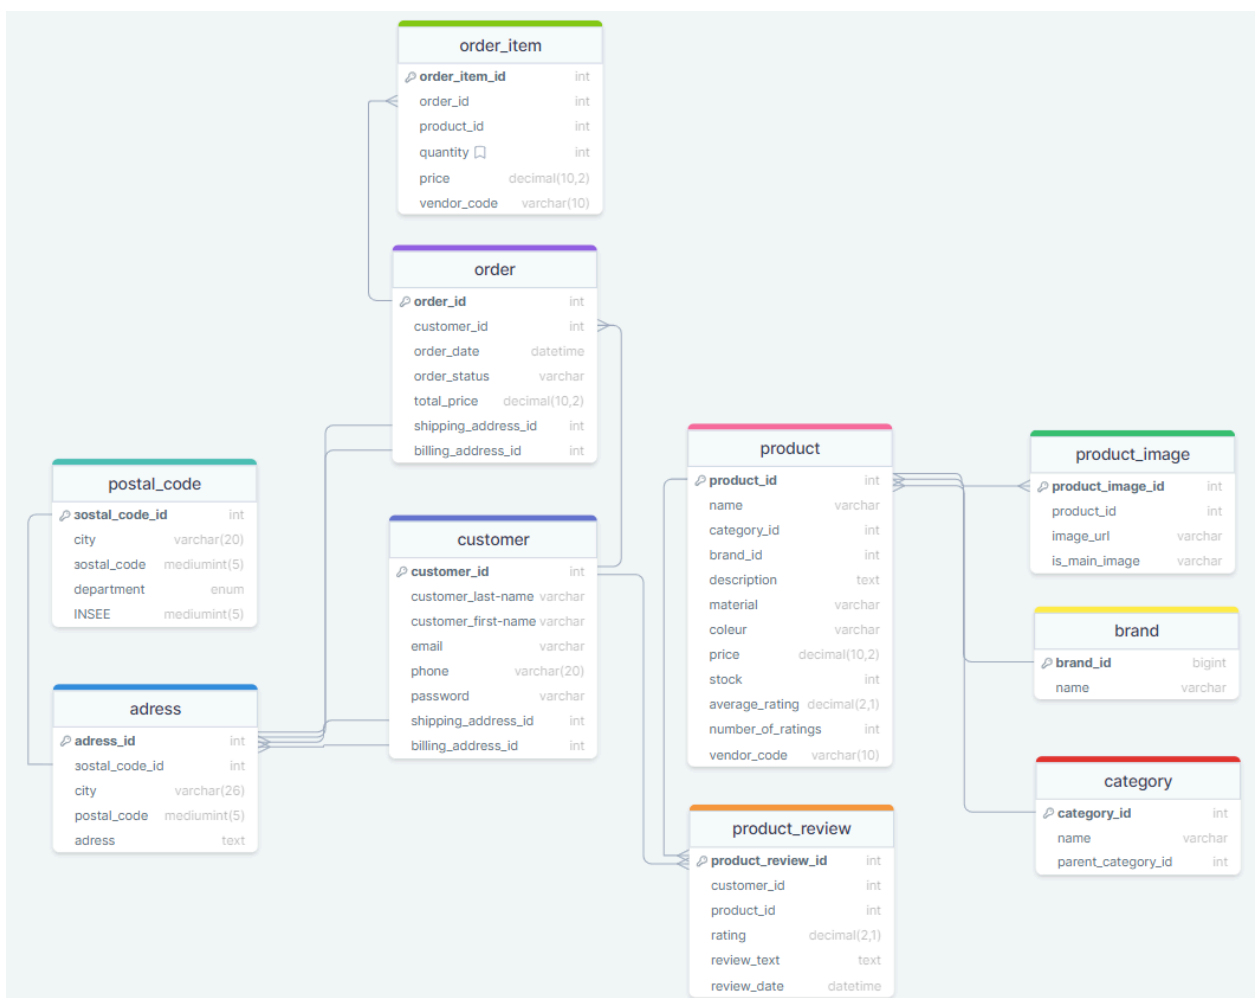 order_item
order_item_id int
order_id int
product_id int
quantity int
price decimal(10,2)
vendor_code varchar(10)
order
order_id int
customer_id int
order_date datetime
order_status varchar
total_price decimal(10,2)
shipping_address_id int
billing_address_id int
postal_code
зostal_code_id int
city varchar(20)
зostal_code mediumint(5)
department enum
INSEE mediumint(5)
customer
customer_id int
customer_last-name varchar
customer_first-name varchar
email varchar
phone varchar(20)
password varchar
shipping_address_id int
billing_address_id int
adress
adress_id int
зostal_code_id int
city varchar(26)
postal_code mediumint(5)
adress text
product
product_id int
name varchar
category_id int
brand_id int
description text
material varchar
coleur varchar
price decimal(10,2)
stock int
average_rating decimal(2,1)
number_of_ratings int
vendor_code varchar(10)
product_review
product_review_id int
customer_id int
product_id int
rating decimal(2,1)
review_text text
review_date datetime
product_image
product_image_id int
product_id int
image_url varchar
is_main_image varchar
brand
brand_id bigint
name varchar
category
category_id int
name varchar
parent_category_id int